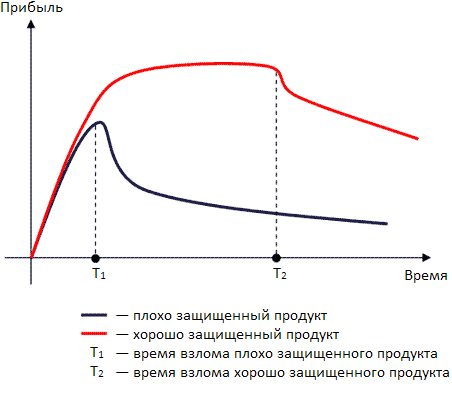 Прибыль
T1
T2
Время
— плохо защищенный продукт
— хорошо защищенный продукт
T1 — время взлома плохо защищенного продукта
T2 — время взлома хорошо защищенного продукта